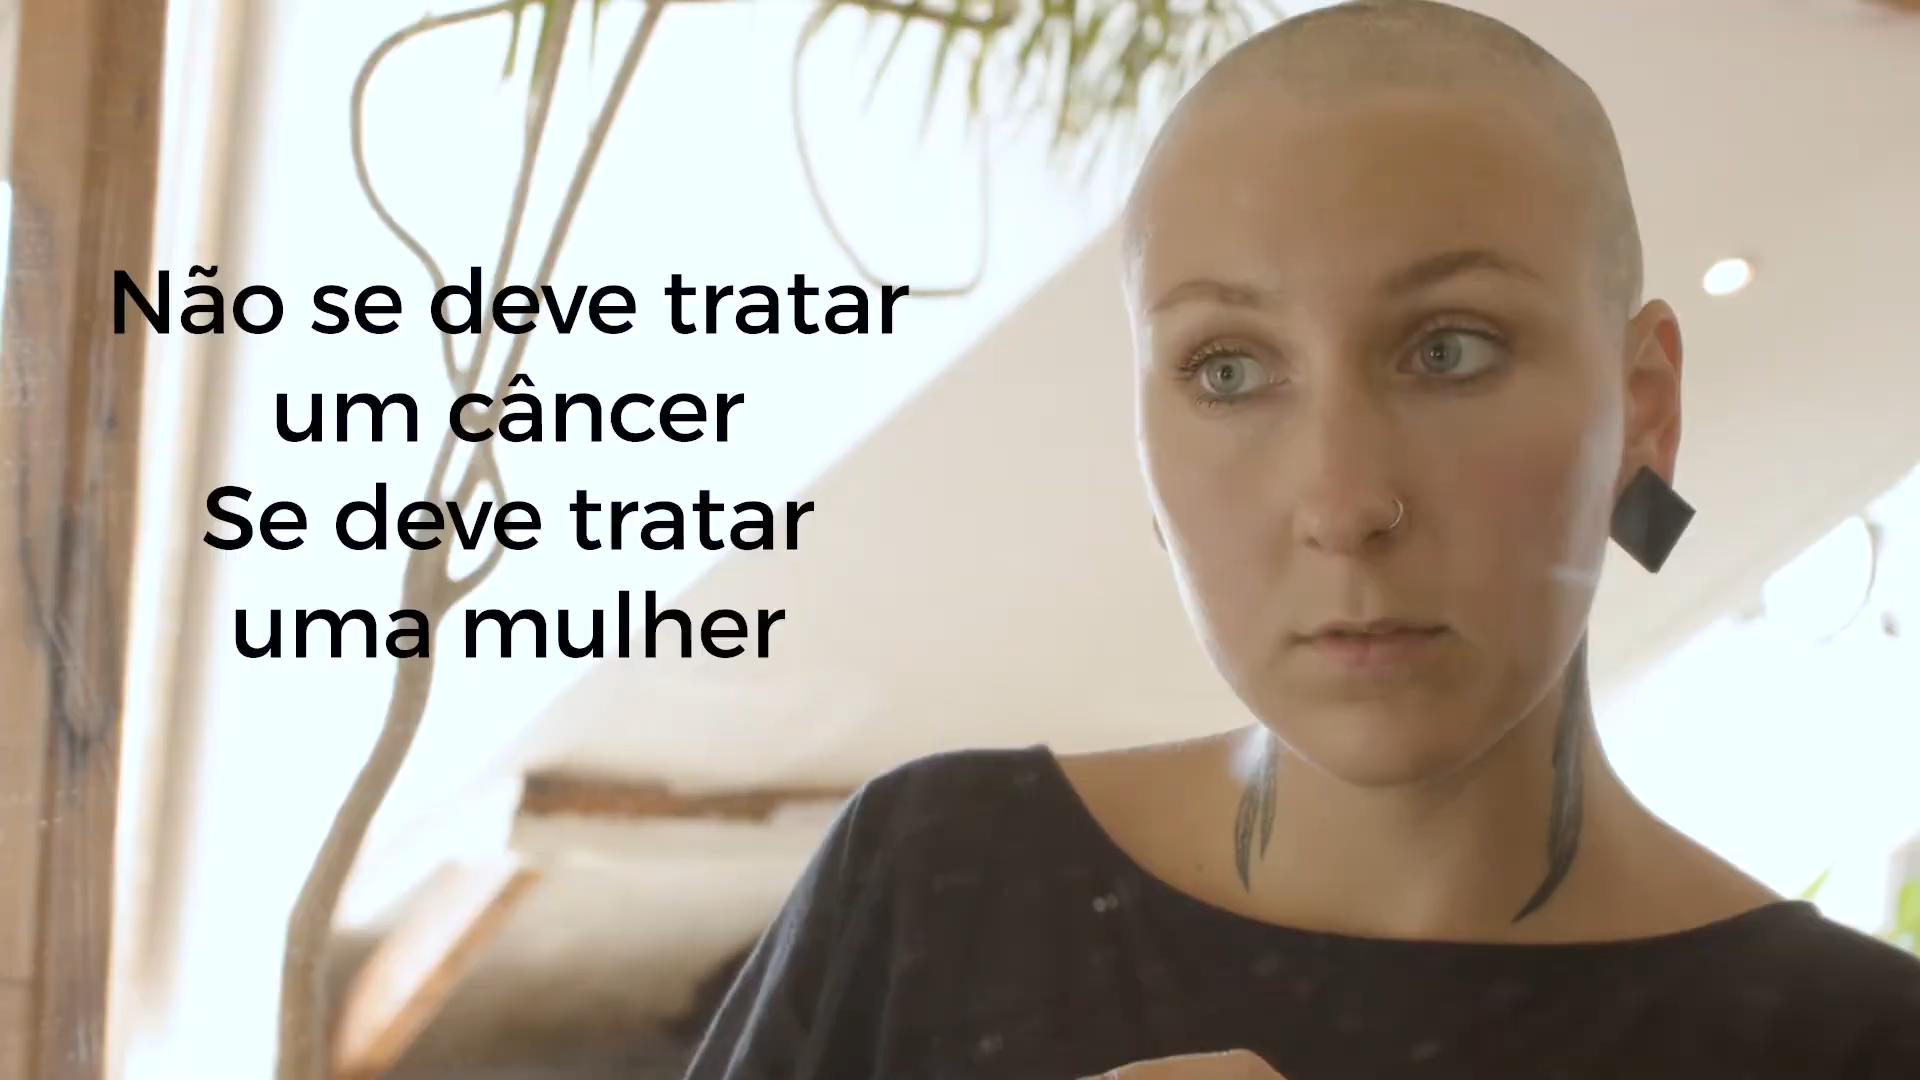 Não se deve tratar
um câncer
Se deve tratar
uma mulher